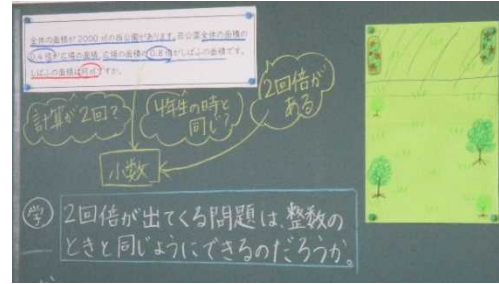 全体の面積が2000㎡の西公園があります。西公園全体の面積の
0.4倍が広場の面積、広場の面積の0.8倍がしばふの面積です。
しばふの面積は何㎡ですか。
計算が2回？
4年生の時と
同じ？
2回倍が
ある
小数
学
2回倍が出てくる問題は、整数の
ときと同じようにできるのだろうか。